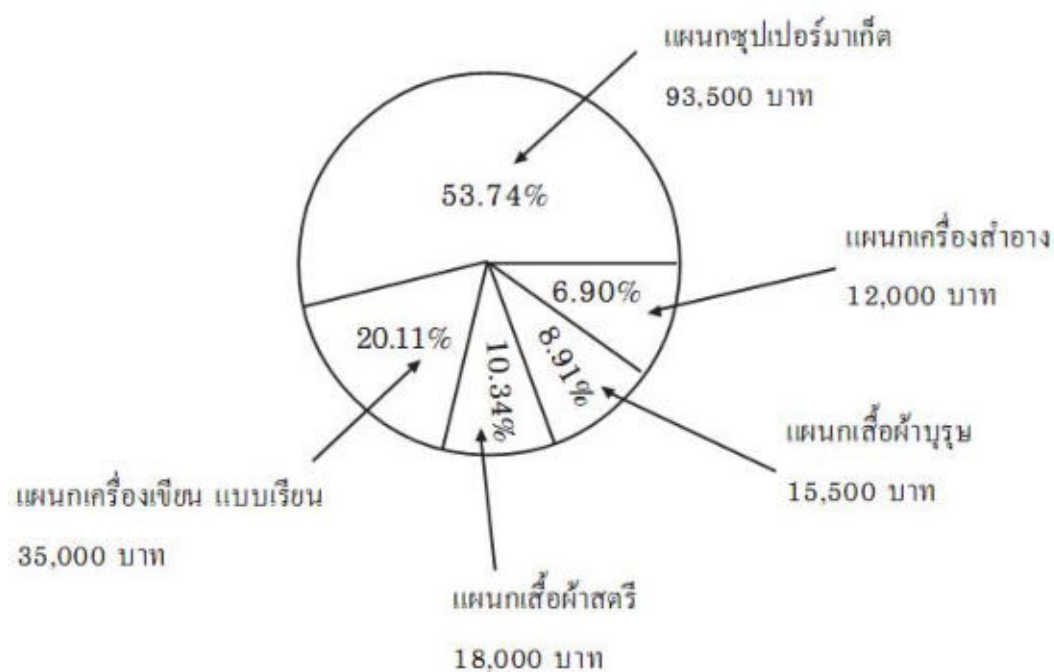 แผนกซุปเปอร์มาเก็ต
93,500 บาท
53.74%
แผนกเครื่องสำอาง
12,000 บาท
6.90%
8.91%
แผนกเสื้อผ้าบุรุษ
15,500 บาท
20.11%
10.34%
แผนกเครื่องเขียน แบบเรียน
35,000 บาท
แผนกเสื้อผ้าสตรี
18,000 บาท